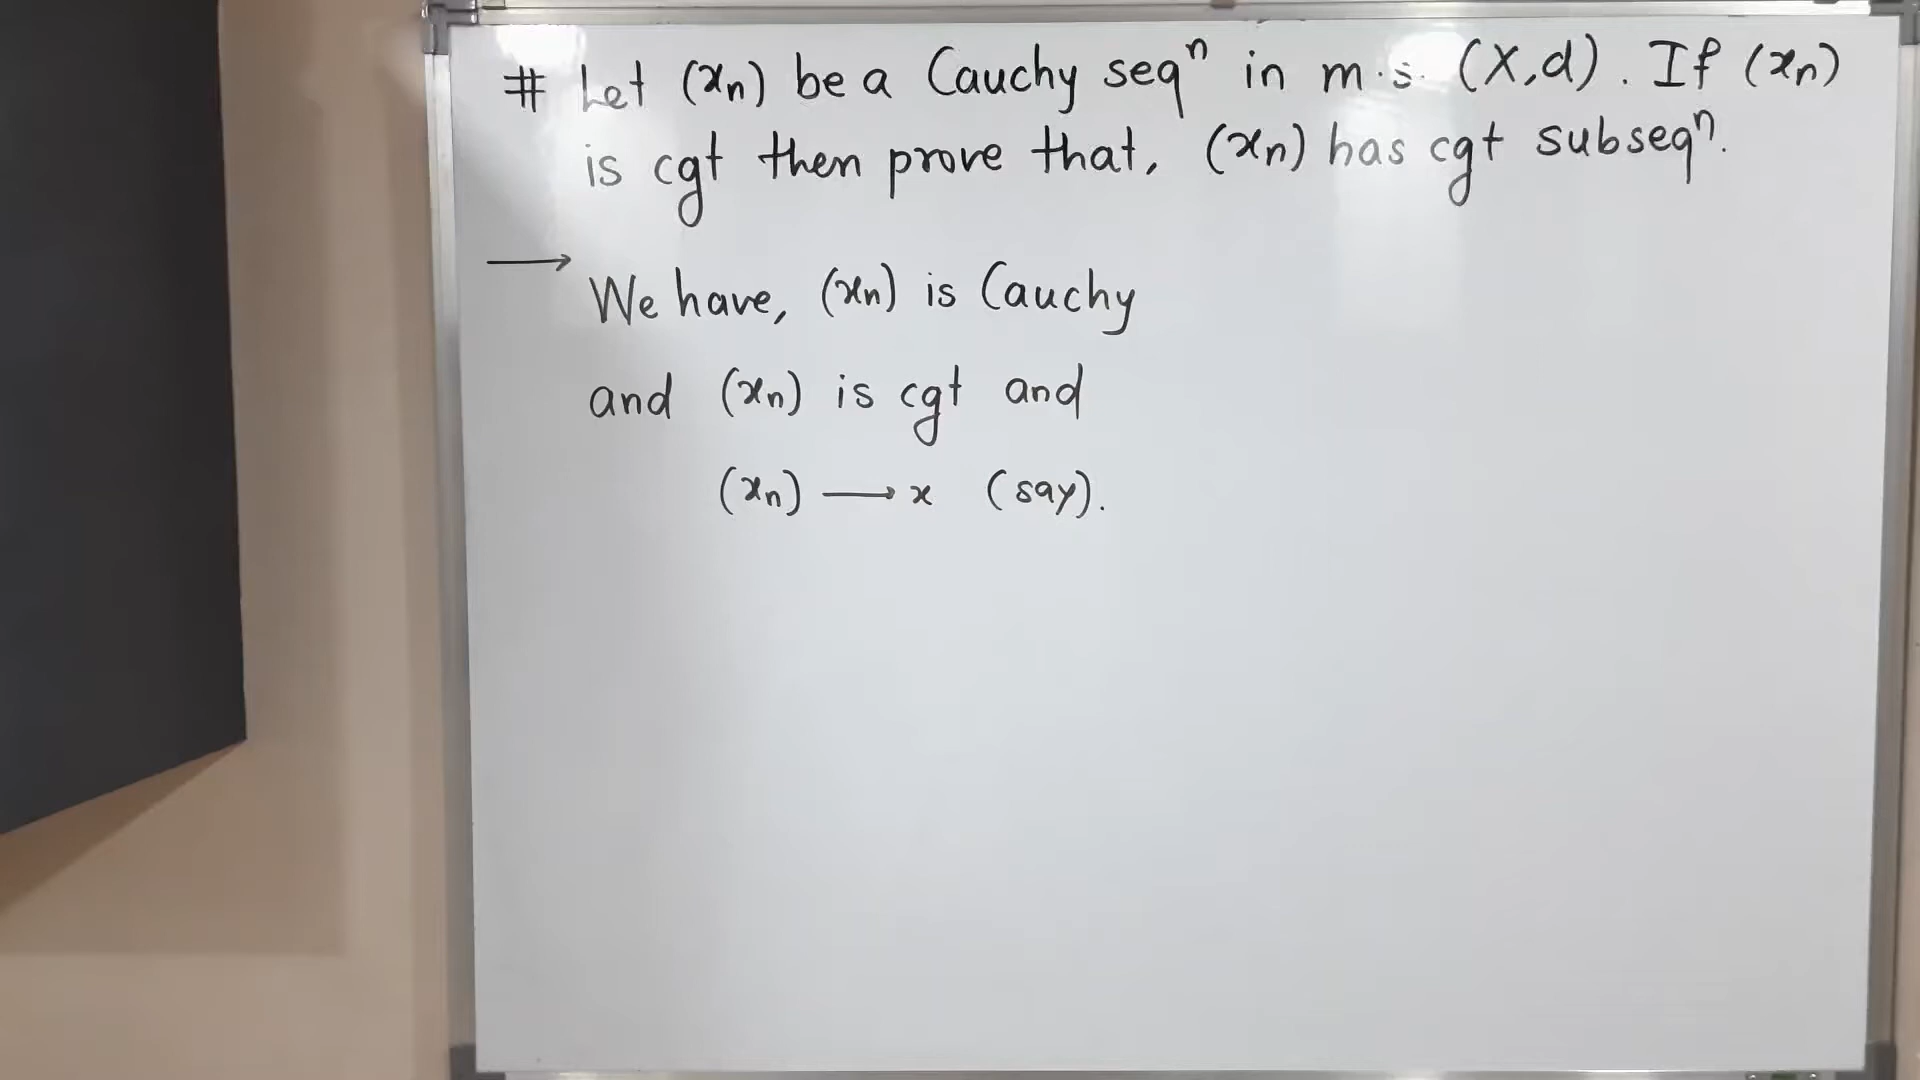 # Let (xn) be a Cauchy seqⁿ in m.s. (X,d). If (xn)
is cgt then prove that, (xn) has cgt subseqⁿ.
→ We have, (xn) is Cauchy
and (xn) is cgt and
(xn) → x (say).